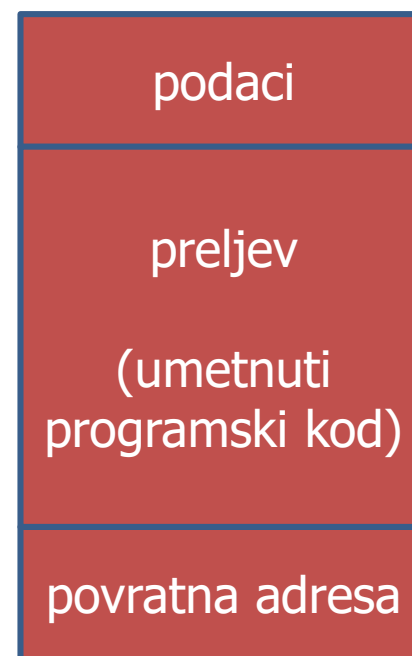 podaci
preljev
(umetnuti
programski kod)
povratna adresa